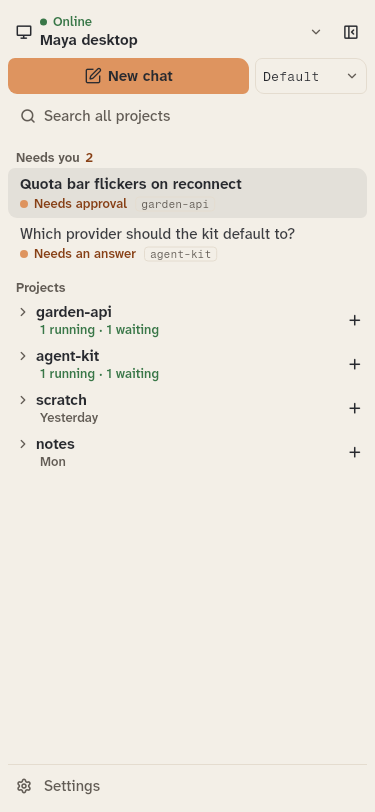 Online
Maya desktop
New chat
Default
Search all projects
Needs you 2
Quota bar flickers on reconnect
Needs approval garden-api
Which provider should the kit default to?
Needs an answer agent-kit
Projects
garden-api
1 running · 1 waiting
agent-kit
1 running · 1 waiting
scratch
Yesterday
notes
Mon
Settings